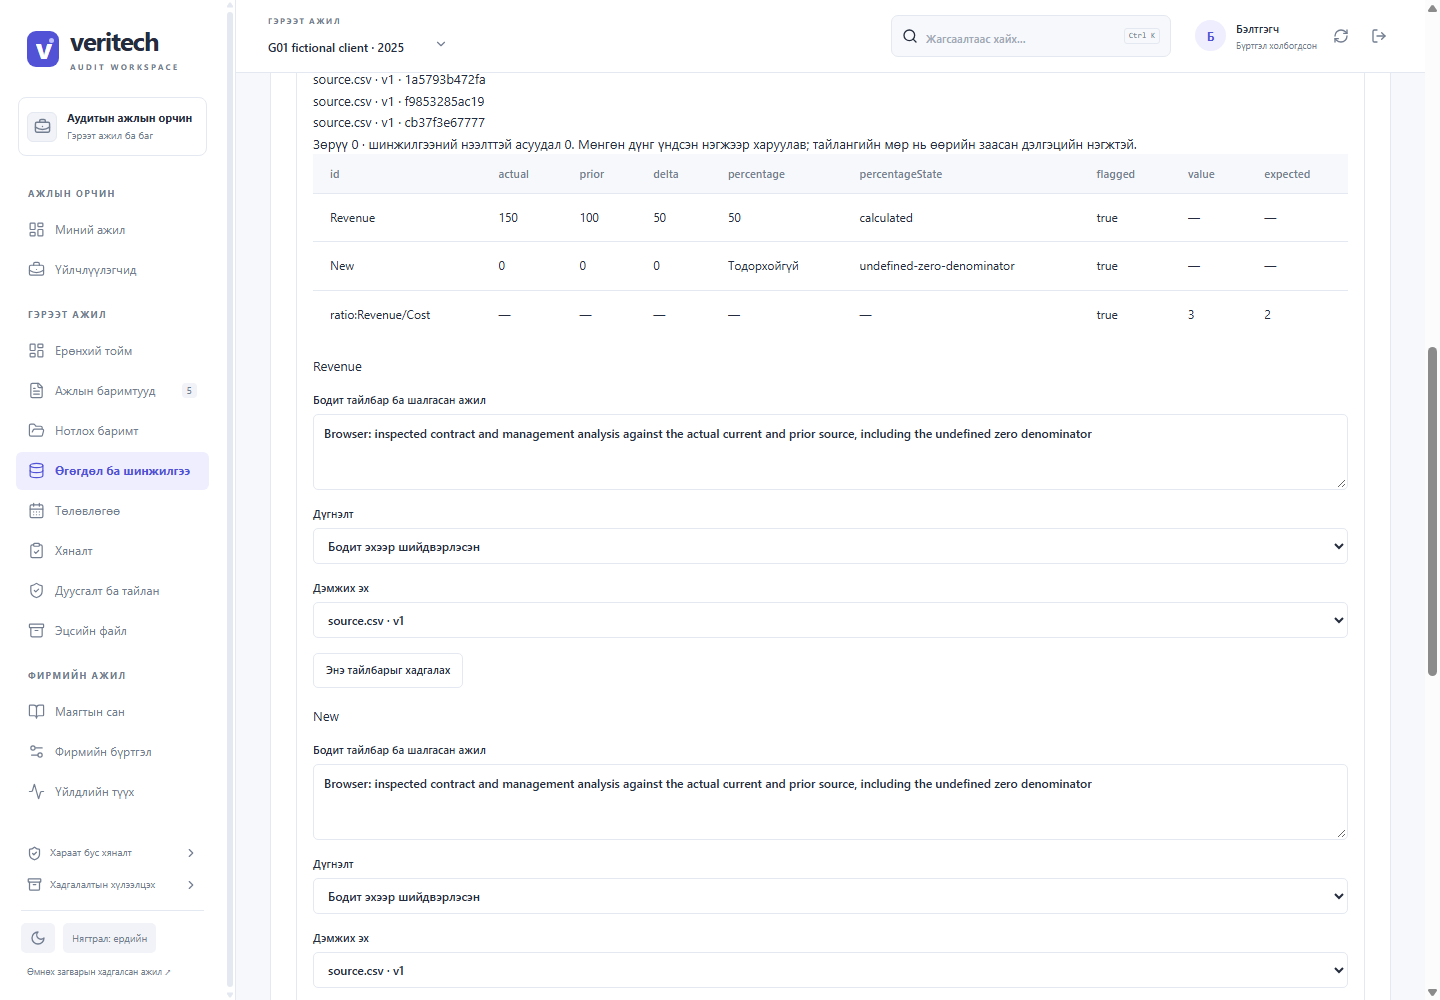 veritech
AUDIT WORKSPACE
Аудитын ажлын орчин
Гэрээт ажил ба баг
АЖЛЫН ОРЧИН
Миний ажил
Үйлчлүүлэгчид
ГЭРЭЭТ АЖИЛ
Ерөнхий тойм
Ажлын баримтууд 5
Нотлох баримт
Өгөгдөл ба шинжилгээ
Төлөвлөгөө
Хяналт
Дуусгалт ба тайлан
Эцсийн файл
ФИРМИЙН АЖИЛ
Маягтын сан
Фирмийн бүртгэл
Үйлдлийн түүх
Хараат бус хяналт
Хадгалалтын хүлээлцэх
Нягтрал: ердийн
Өмнөх загварын хадгалсан ажил ↗
ГЭРЭЭТ АЖИЛ
G01 fictional client · 2025
Жагсаалтаас хайх... Ctrl K
Б
Бэлтгэгч
Бүртгэл холбогдсон
source.csv · v1 · 1a5793b472fa
source.csv · v1 · f9853285ac19
source.csv · v1 · cb37f3e67777
Зөрүү 0 · шинжилгээний нээлттэй асуудал 0. Мөнгөн дүнг үндсэн нэгжээр харуулав; тайлангийн мөр нь өөрийн заасан дэлгэцийн нэгжтэй.
id actual prior delta percentage percentageState flagged value expected
Revenue 150 100 50 50 calculated true — —
New 0 0 0 Тодорхойгүй undefined-zero-denominator true — —
ratio:Revenue/Cost — — — — — true 3 2
Revenue
Бодит тайлбар ба шалгасан ажил
Browser: inspected contract and management analysis against the actual current and prior source, including the undefined zero denominator
Дүгнэлт
Бодит эхээр шийдвэрлэсэн
Дэмжих эх
source.csv · v1
Энэ тайлбарыг хадгалах
New
Бодит тайлбар ба шалгасан ажил
Browser: inspected contract and management analysis against the actual current and prior source, including the undefined zero denominator
Дүгнэлт
Бодит эхээр шийдвэрлэсэн
Дэмжих эх
source.csv · v1